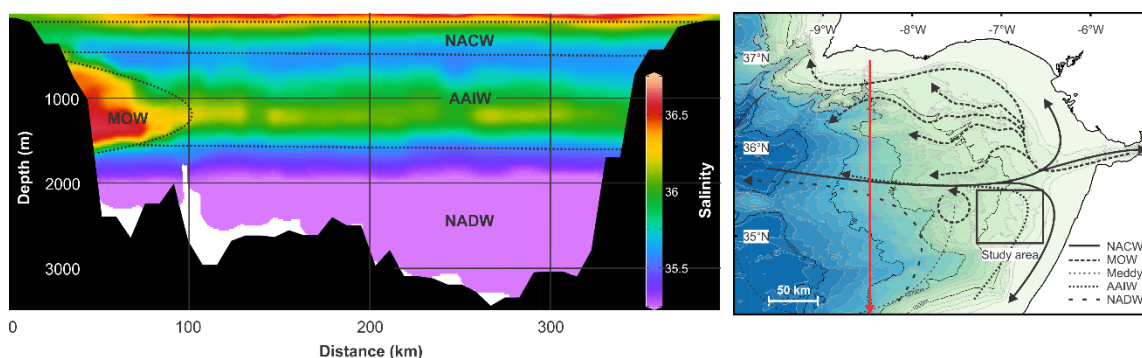 NACW
AAIW
MOW
NADW
1000
2000
3000
Depth (m)
0
100
200
300
Distance (km)
36.5
36
35.5
Salinity
-9°W
-8°W
-7°W
-6°W
37°N
36°N
35°N
Study area
50 km
NACW
MOW
Meddy
AAIW
NADW